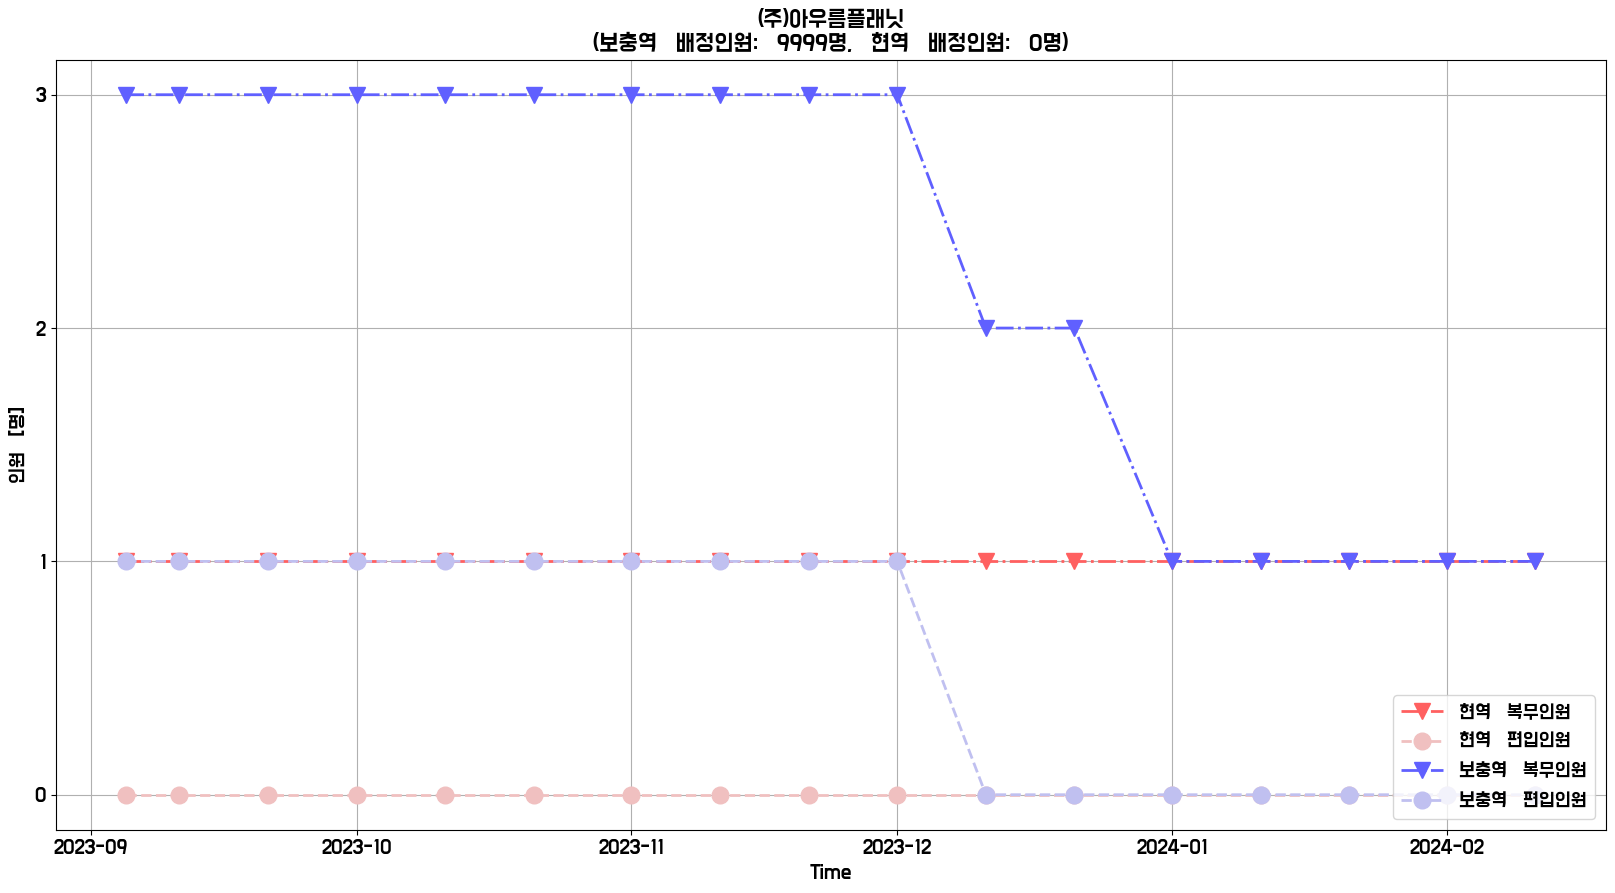 (주)아우름플래닛
(보충역 배정인원: 9999명, 현역 배정인원: 0명)
3
2
1
0
인원 [명]
2023-09 2023-10 2023-11 2023-12 2024-01 2024-02
Time
현역 복무인원
현역 편입인원
보충역 복무인원
보충역 편입인원